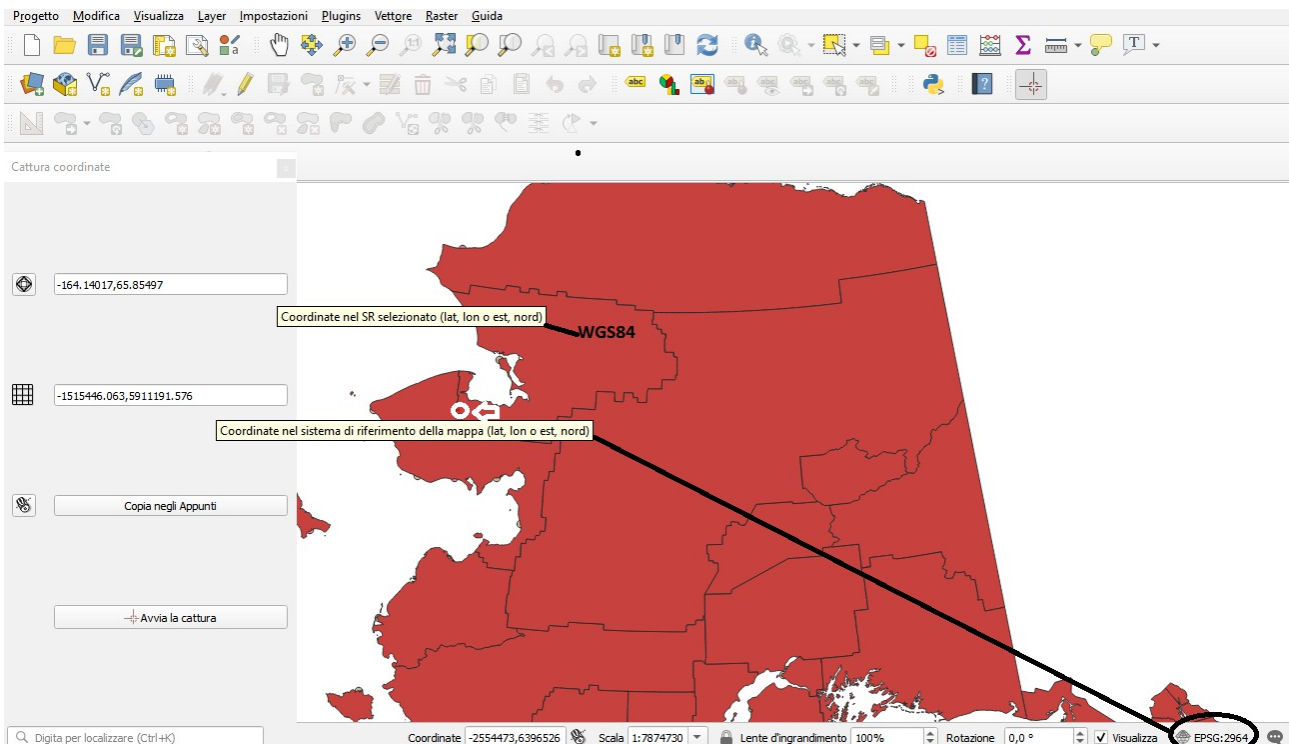 Progetto Modifica Visualizza Layer Impostazioni Plugins Vettore Raster Guida
Cattura coordinate
-164.14017,65.85497
Coordinate nel SR selezionato (lat, lon o est, nord)
WGS84
-1515446.063,5911191.576
Coordinate nel sistema di riferimento della mappa (lat, lon o est, nord)
Copia negli Appunti
Avvia la cattura
Digita per localizzare (Ctrl+K) Coordinate -2554473,6396526 Scala 1:7874730 Lente d'ingrandimento 100% Rotazione 0,0 ° Visualizza EPSG:2964